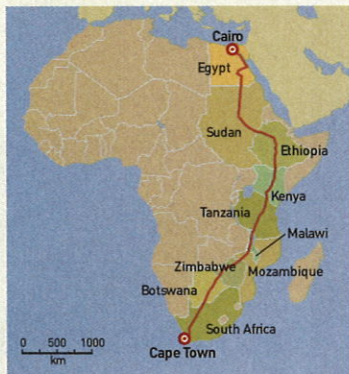 Cairo
Egypt
Sudan
Ethiopia
Kenya
Tanzania
Malawi
Zimbabwe
Mozambique
Botswana
South Africa
Cape Town
0 500 1000
km